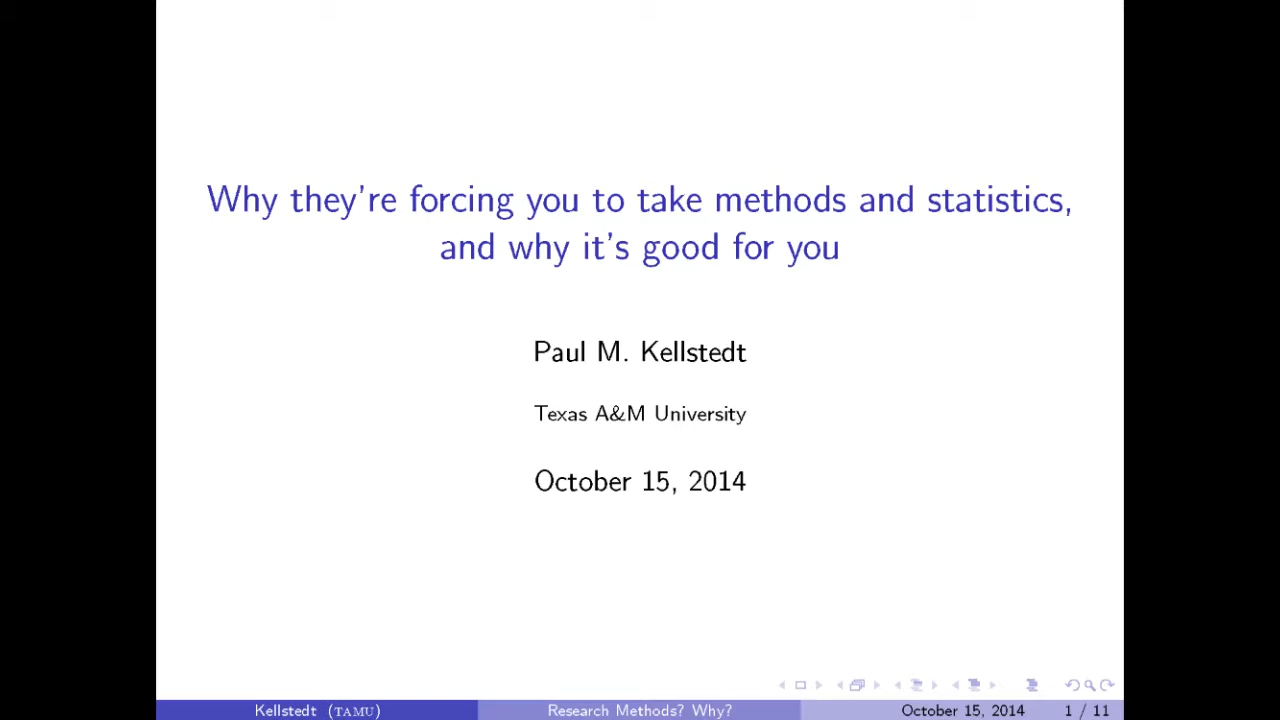 Why they're forcing you to take methods and statistics,
and why it's good for you
Paul M. Kellstedt
Texas A&M University
October 15, 2014
Kellstedt (TAMU) Research Methods? Why? October 15, 2014 1 / 11